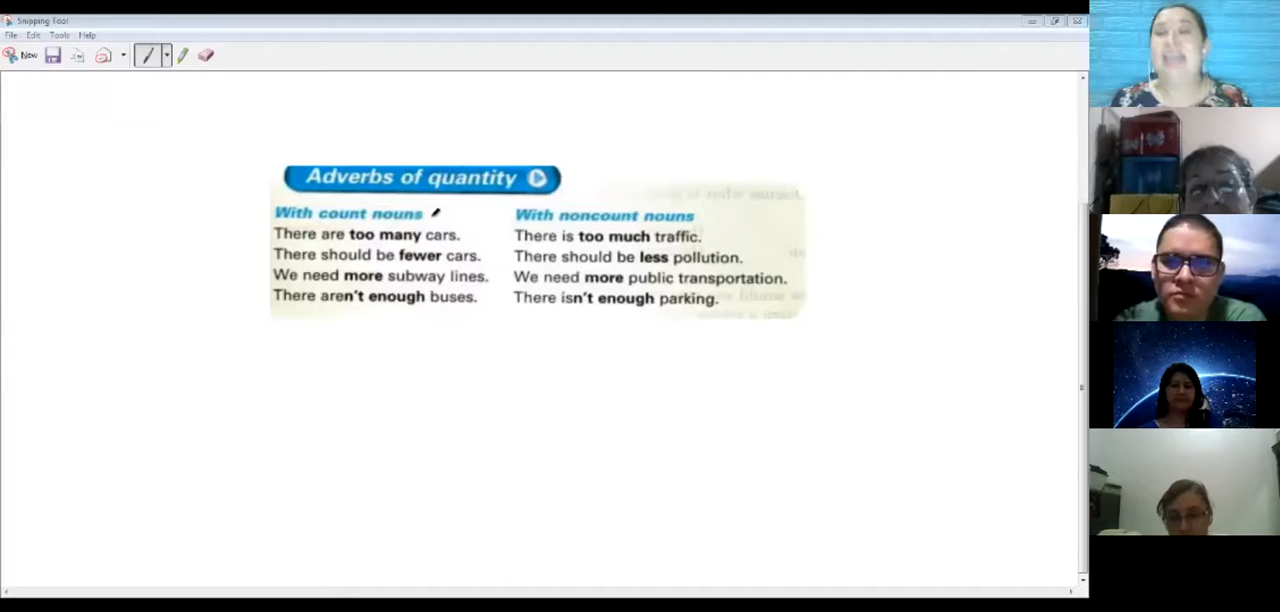 Snipping Tool
File Edit Tools Help
New
Adverbs of quantity
With count nouns
There are too many cars.
There should be fewer cars.
We need more subway lines.
There aren't enough buses.
With noncount nouns
There is too much traffic.
There should be less pollution.
We need more public transportation.
There isn't enough parking.